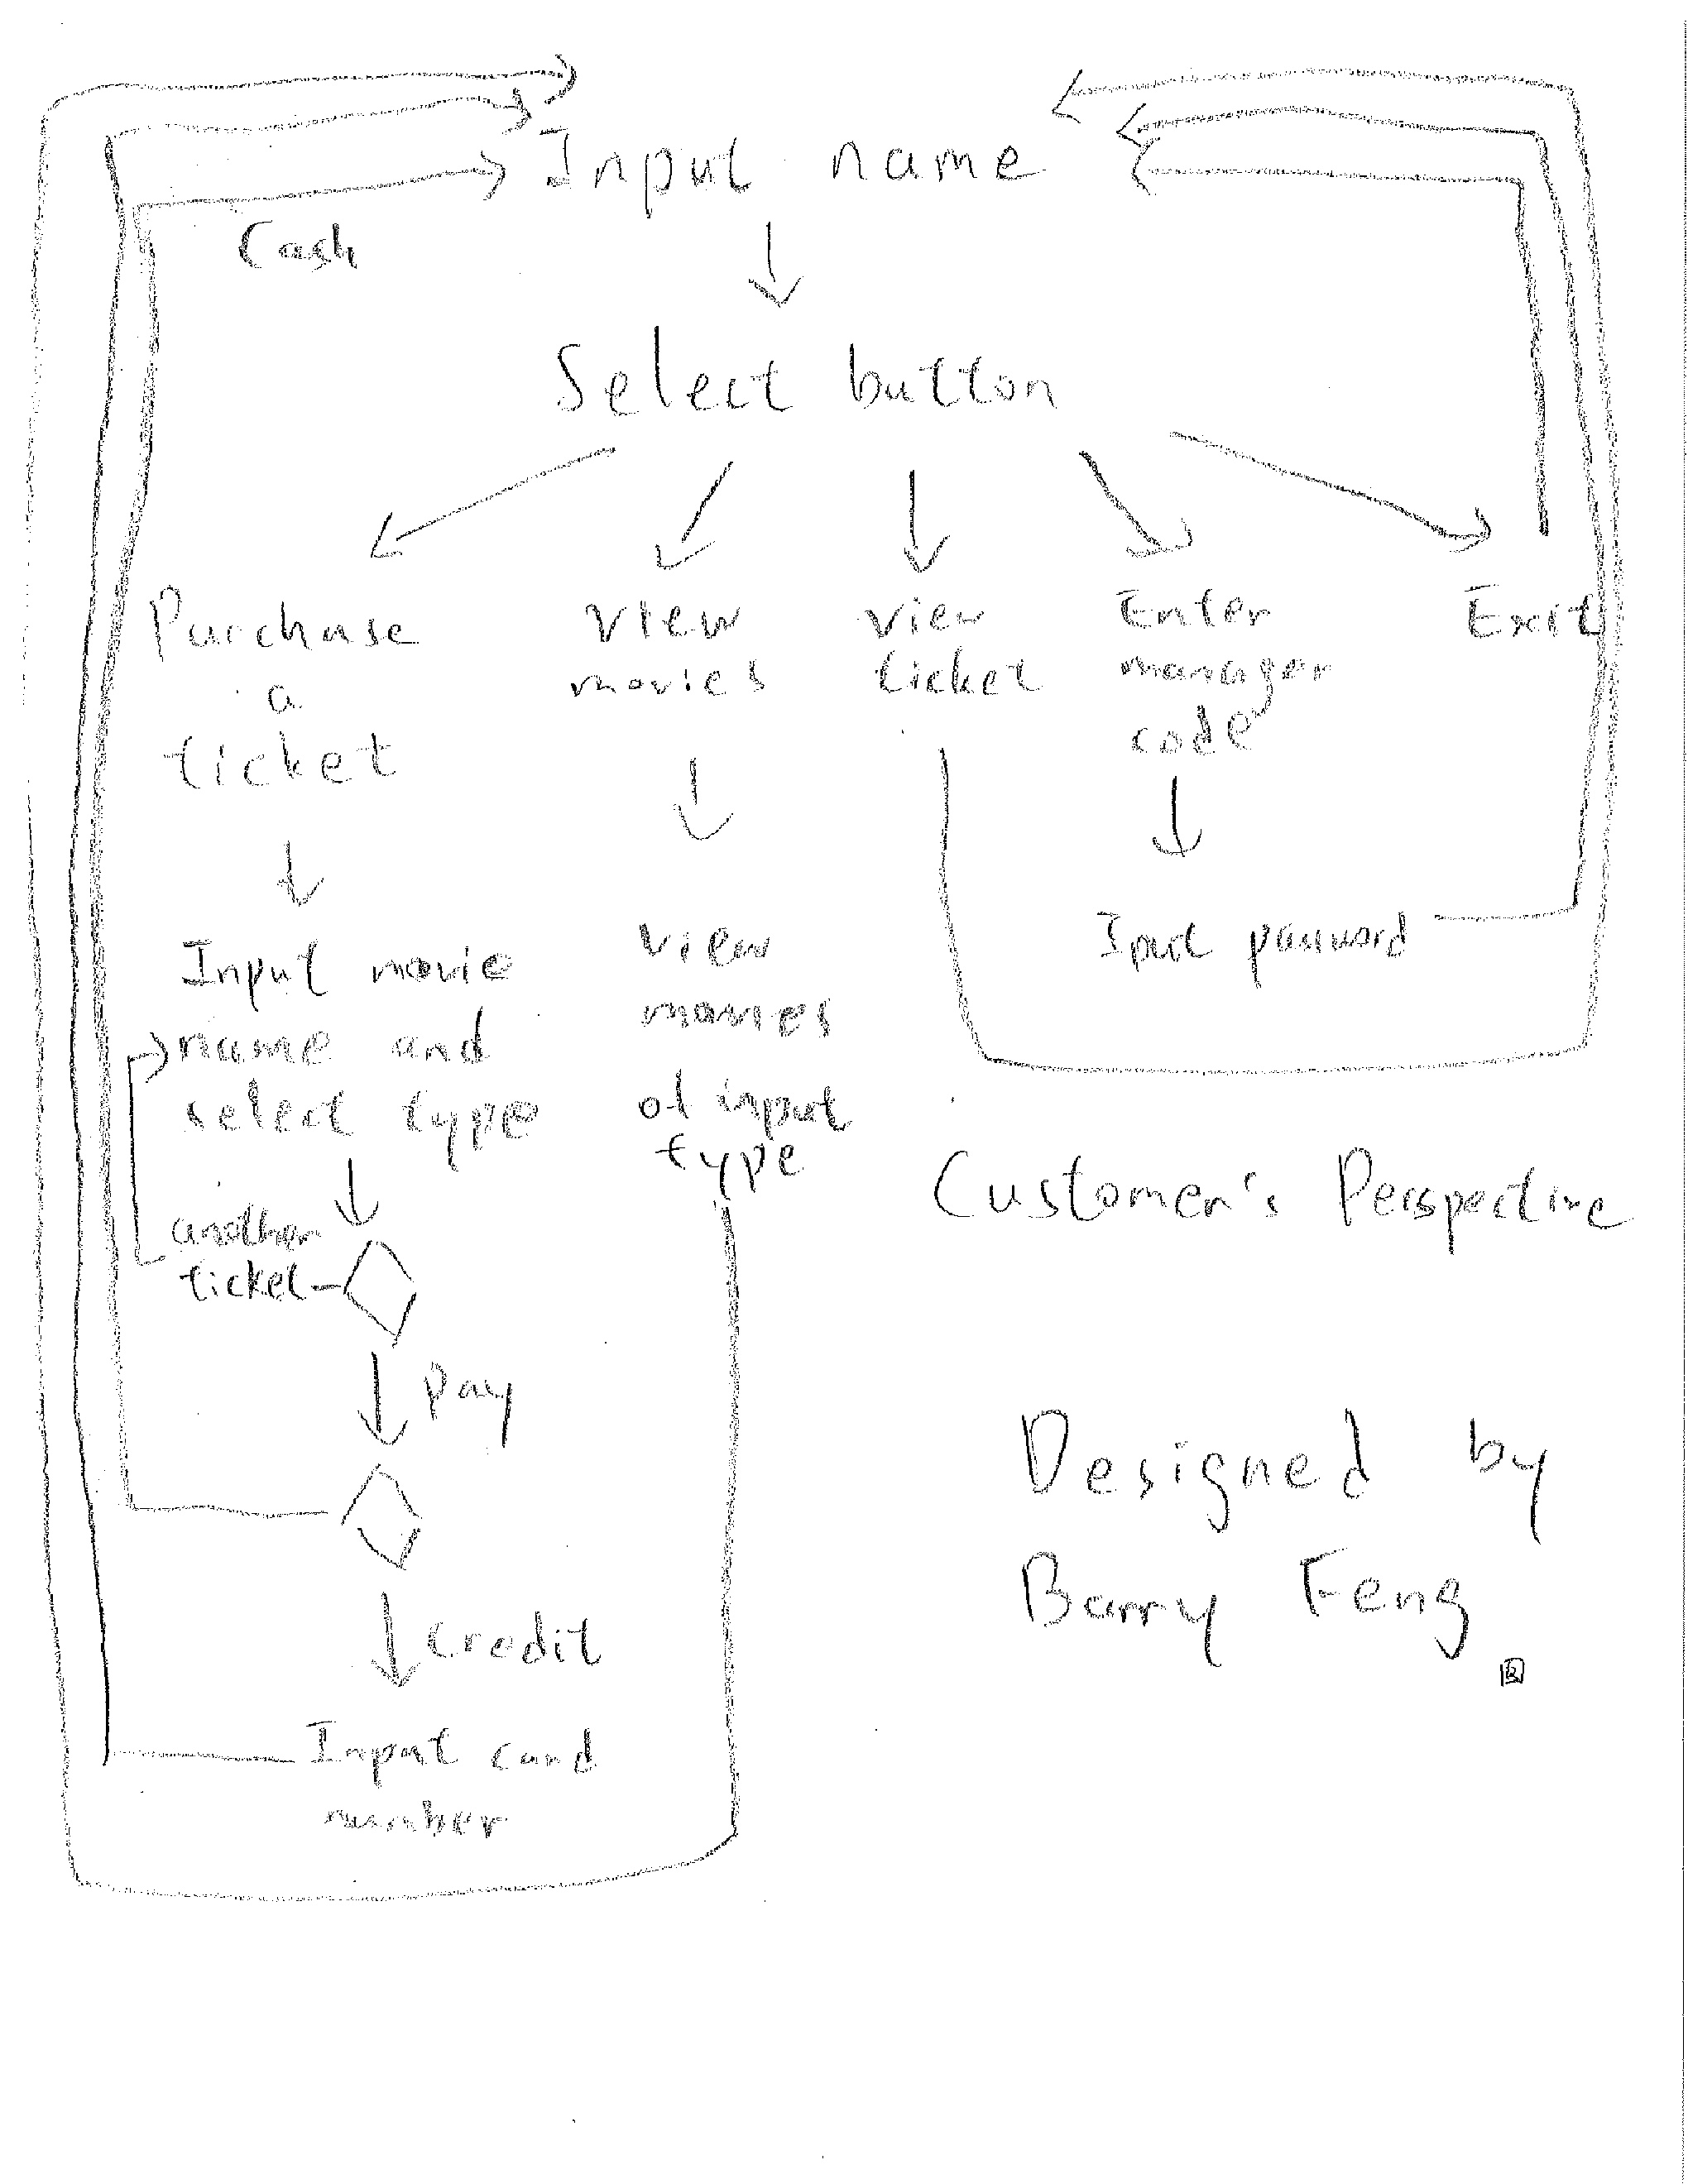 Input name
Cash
Select button
Purchase
a
ticket
view
movies
view
ticket
Enter
manager
code
Exit
Input movie
name and
select type
view
movies
of input
type
Iput password
another
ticket
Customer's Perspective
pay
Designed by
Barry Feng
credit
Input card
number